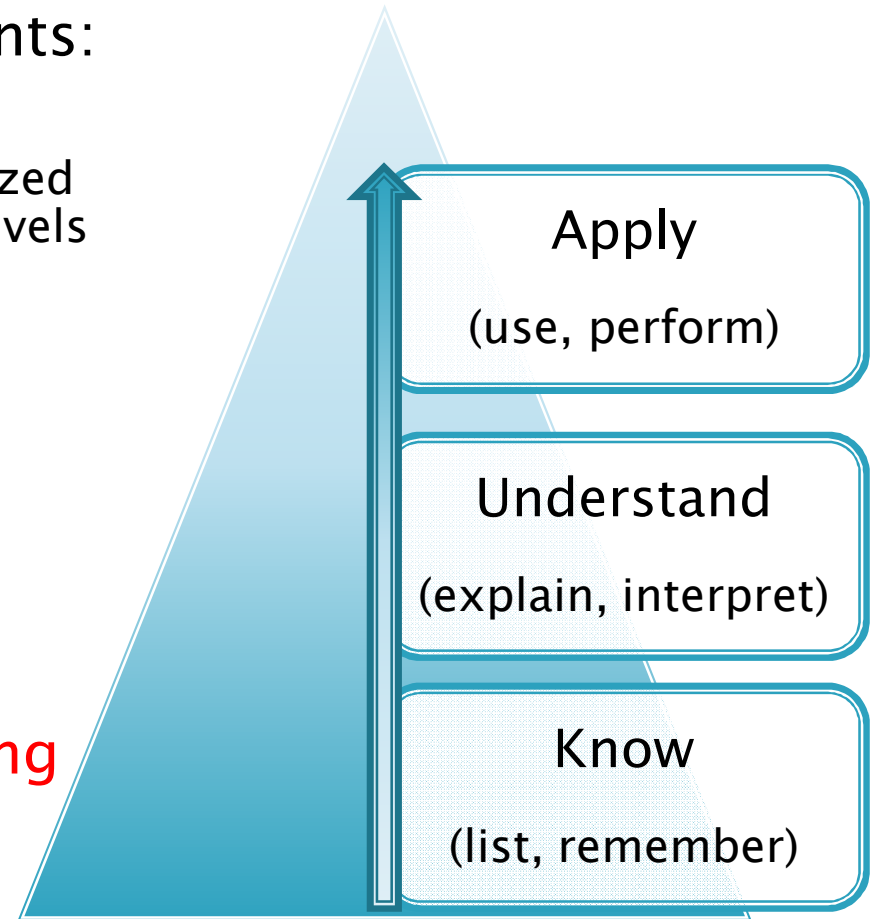 nts:
zed
vels
ng
Apply
(use, perform)
Understand
(explain, interpret)
Know
(list, remember)